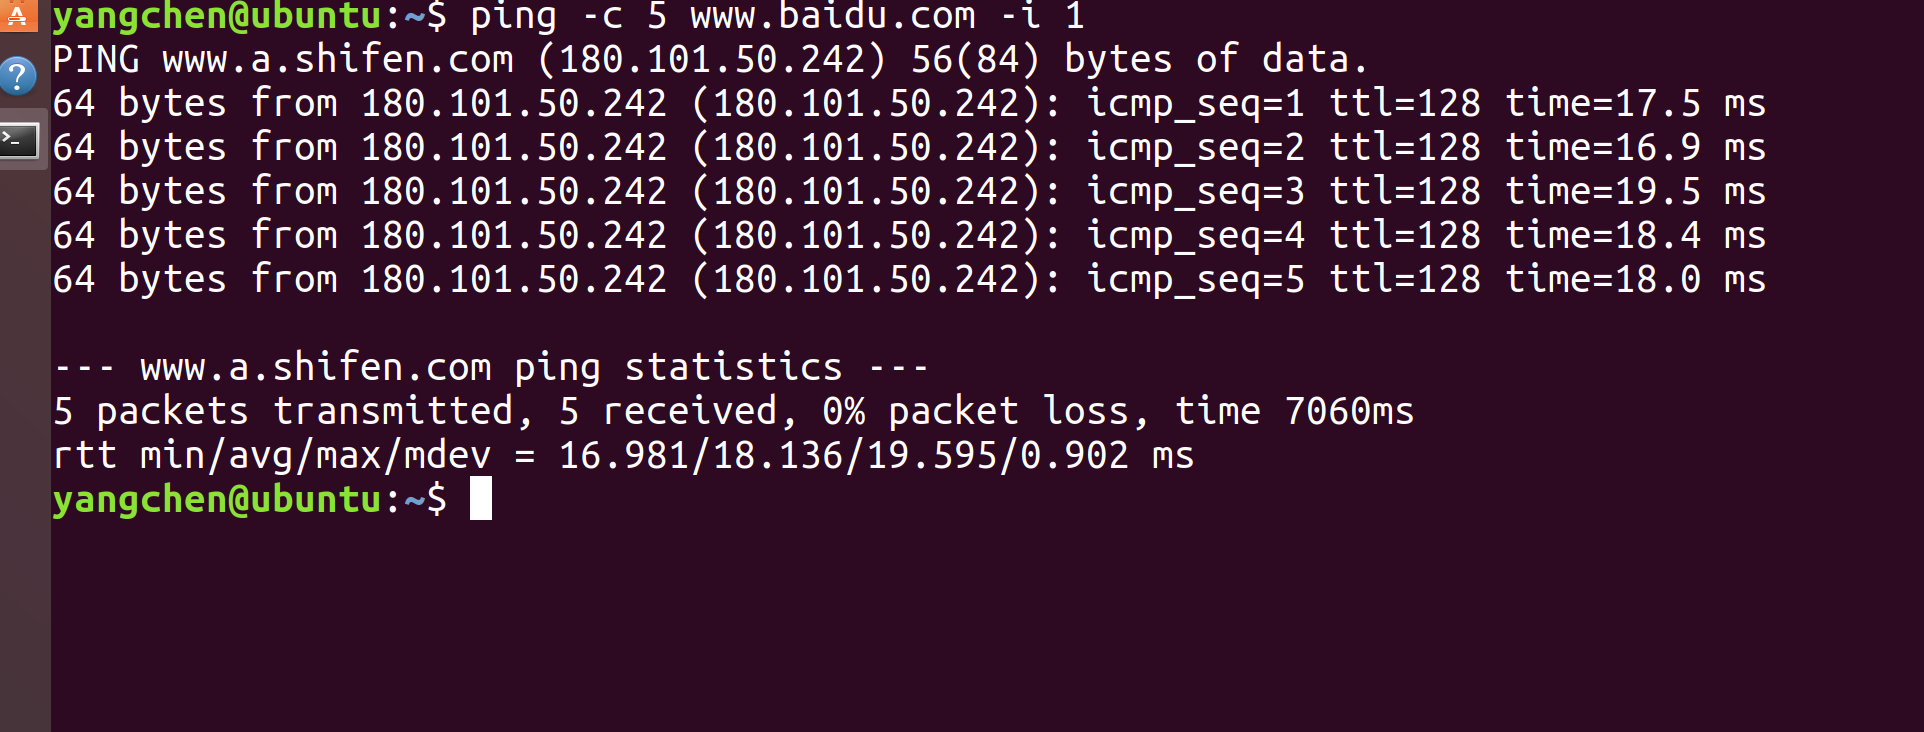 yangchen@ubuntu:~$ ping -c 5 www.baidu.com -i 1
PING www.a.shifen.com (180.101.50.242) 56(84) bytes of data.
64 bytes from 180.101.50.242 (180.101.50.242): icmp_seq=1 ttl=128 time=17.5 ms
64 bytes from 180.101.50.242 (180.101.50.242): icmp_seq=2 ttl=128 time=16.9 ms
64 bytes from 180.101.50.242 (180.101.50.242): icmp_seq=3 ttl=128 time=19.5 ms
64 bytes from 180.101.50.242 (180.101.50.242): icmp_seq=4 ttl=128 time=18.4 ms
64 bytes from 180.101.50.242 (180.101.50.242): icmp_seq=5 ttl=128 time=18.0 ms

--- www.a.shifen.com ping statistics ---
5 packets transmitted, 5 received, 0% packet loss, time 7060ms
rtt min/avg/max/mdev = 16.981/18.136/19.595/0.902 ms
yangchen@ubuntu:~$